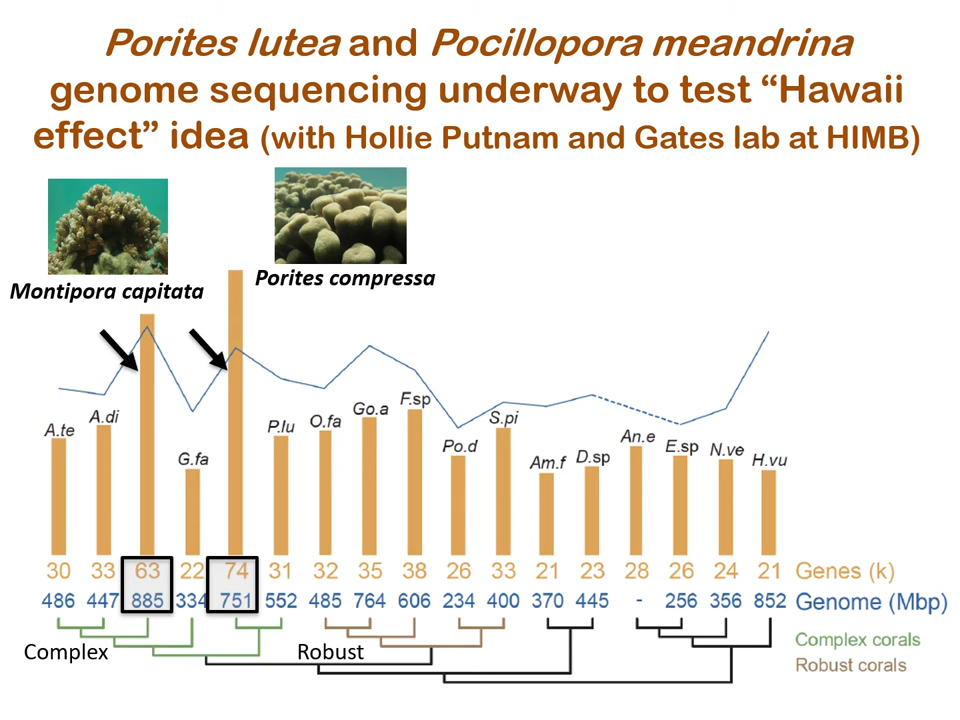 Porites lutea and Pocillopora meandrina
genome sequencing underway to test “Hawaii
effect” idea (with Hollie Putnam and Gates lab at HIMB)
Montipora capitata
Porites compressa
A.te
A.di
G.fa
P.lu
O.fa
Go.a
F.sp
Po.d
S.pi
Am.f
D.sp
An.e
E.sp
N.ve
H.vu
30 33 63 22 74 31 32 35 38 26 33 21 23 28 26 24 21 Genes (k)
486 447 885 334 751 552 485 764 606 234 400 370 445 - 256 356 852 Genome (Mbp)
Complex
Robust
Complex corals
Robust corals